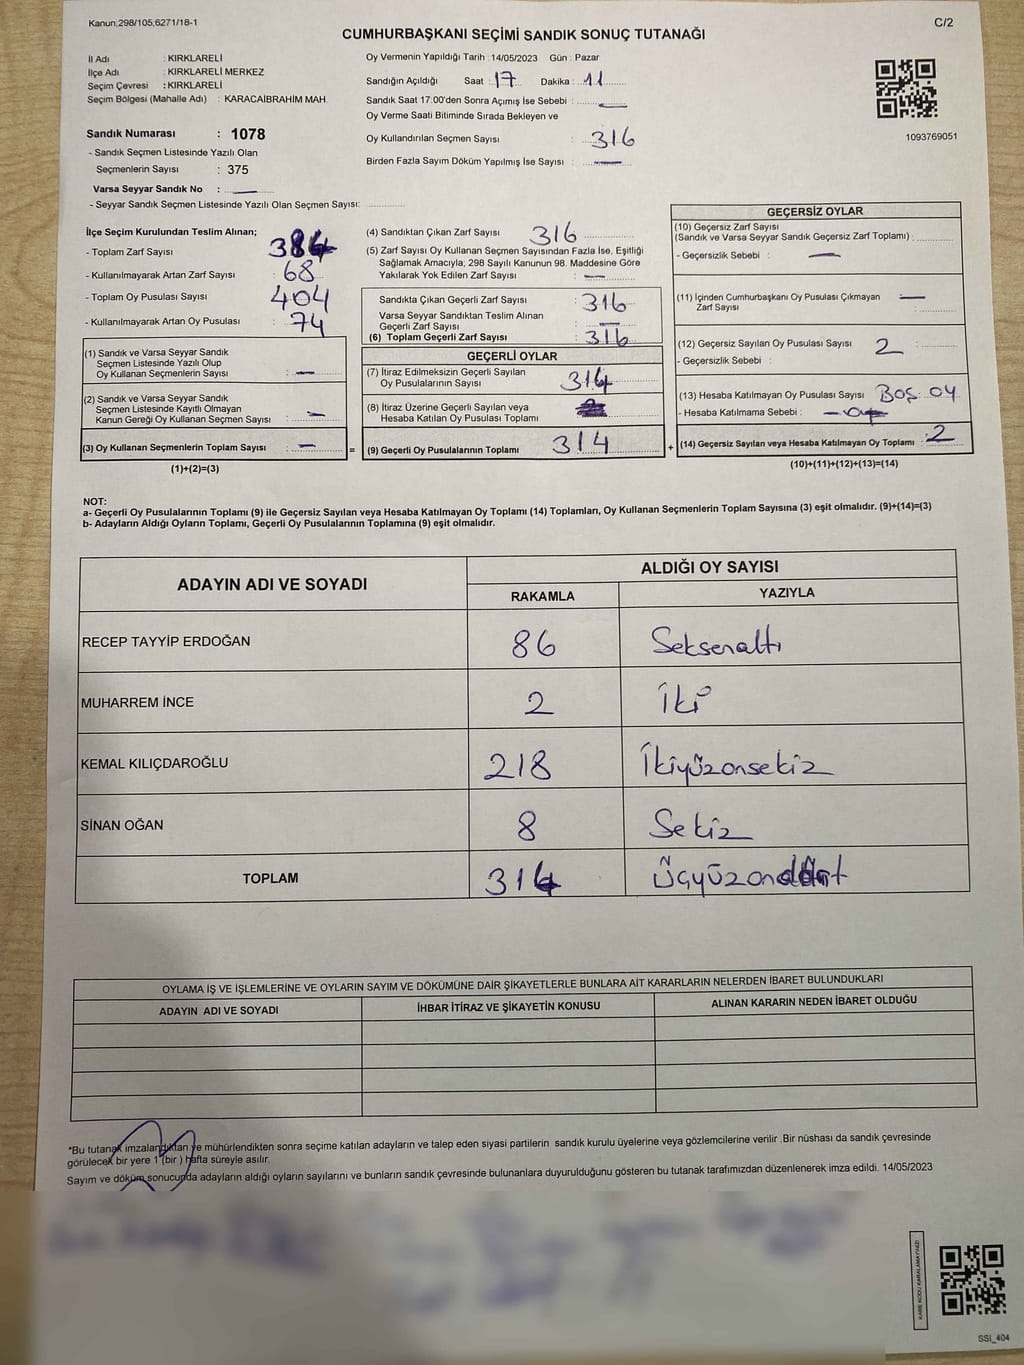 Kanun:298/105,6271/18-1
C/2
CUMHURBAŞKANI SEÇİMİ SANDIK SONUÇ TUTANAĞI
İl Adı : KIRKLARELİ
İlçe Adı : KIRKLARELİ MERKEZ
Seçim Çevresi : KIRKLARELİ
Seçim Bölgesi (Mahalle Adı) : KARACAİBRAHİM MAH.
Sandık Numarası : 1078
- Sandık Seçmen Listesinde Yazılı Olan
Seçmenlerin Sayısı : 375
Varsa Seyyar Sandık No : —
- Seyyar Sandık Seçmen Listesinde Yazılı Olan Seçmen Sayısı:
Oy Vermenin Yapıldığı Tarih : 14/05/2023 Gün : Pazar
Sandığın Açıldığı Saat : 17 Dakika : 11
Sandık Saat 17:00'den Sonra Açımış İse Sebebi : —
Oy Verme Saati Bitiminde Sırada Bekleyen ve
Oy Kullandırılan Seçmen Sayısı : 316
Birden Fazla Sayım Döküm Yapılmış İse Sayısı : —
1093769051
İlçe Seçim Kurulundan Teslim Alınan;
- Toplam Zarf Sayısı 384
- Kullanılmayarak Artan Zarf Sayısı : 68
- Toplam Oy Pusulası Sayısı 404
- Kullanılmayarak Artan Oy Pusulası : 74
(1) Sandık ve Varsa Seyyar Sandık
Seçmen Listesinde Yazılı Olup
Oy Kullanan Seçmenlerin Sayısı : —
(2) Sandık ve Varsa Seyyar Sandık
Seçmen Listesinde Kayıtlı Olmayan
Kanun Gereği Oy Kullanan Seçmen Sayısı : —
(3) Oy Kullanan Seçmenlerin Toplam Sayısı : — =
(1)+(2)=(3)
(4) Sandıktan Çıkan Zarf Sayısı : 316
(5) Zarf Sayısı Oy Kullanan Seçmen Sayısından Fazla İse, Eşitliği
Sağlamak Amacıyla; 298 Sayılı Kanunun 98. Maddesine Göre
Yakılarak Yok Edilen Zarf Sayısı : —
Sandıkta Çıkan Geçerli Zarf Sayısı : 316
Varsa Seyyar Sandıktan Teslim Alınan
Geçerli Zarf Sayısı : —
(6) Toplam Geçerli Zarf Sayısı : 316
GEÇERLİ OYLAR
(7) İtiraz Edilmeksizin Geçerli Sayılan
Oy Pusulalarının Sayısı : 314
(8) İtiraz Üzerine Geçerli Sayılan veya
Hesaba Katılan Oy Pusulası Toplamı
(9) Geçerli Oy Pusulalarının Toplamı 314 +
GEÇERSİZ OYLAR
(10) Geçersiz Zarf Sayısı
(Sandık ve Varsa Seyyar Sandık Geçersiz Zarf Toplamı) :
- Geçersizlik Sebebi : —
(11) İçinden Cumhurbaşkanı Oy Pusulası Çıkmayan —
Zarf Sayısı :
(12) Geçersiz Sayılan Oy Pusulası Sayısı 2 :
- Geçersizlik Sebebi :
(13) Hesaba Katılmayan Oy Pusulası Sayısı : Boş oy
- Hesaba Katılmama Sebebi :
(14) Geçersiz Sayılan veya Hesaba Katılmayan Oy Toplamı : 2
(10)+(11)+(12)+(13)=(14)
NOT:
a- Geçerli Oy Pusulalarının Toplamı (9) ile Geçersiz Sayılan veya Hesaba Katılmayan Oy Toplamı (14) Toplamları, Oy Kullanan Seçmenlerin Toplam Sayısına (3) eşit olmalıdır. (9)+(14)=(3)
b- Adayların Aldığı Oyların Toplamı, Geçerli Oy Pusulalarının Toplamına (9) eşit olmalıdır.
ADAYIN ADI VE SOYADI ALDIĞI OY SAYISI
RAKAMLA YAZIYLA
RECEP TAYYİP ERDOĞAN 86 Seksenaltı
MUHARREM İNCE 2 İki
KEMAL KILIÇDAROĞLU 218 İkiyüzonsekiz
SİNAN OĞAN 8 Sekiz
TOPLAM 314
OYLAMA İŞ VE İŞLEMLERİNE VE OYLARIN SAYIM VE DÖKÜMÜNE DAİR ŞİKAYETLERLE BUNLARA AİT KARARLARIN NELERDEN İBARET BULUNDUKLARI
ADAYIN ADI VE SOYADI İHBAR İTİRAZ VE ŞİKAYETİN KONUSU ALINAN KARARIN NEDEN İBARET OLDUĞU
*Bu tutanak imzalandıktan ve mühürlendikten sonra seçime katılan adayların ve talep eden siyasi partilerin sandık kurulu üyelerine veya gözlemcilerine verilir .Bir nüshası da sandık çevresinde
görülecek bir yere 1 (bir ) hafta süreyle asılır.
Sayım ve döküm sonucunda adayların aldığı oyların sayılarını ve bunların sandık çevresinde bulunanlara duyurulduğunu gösteren bu tutanak tarafımızdan düzenlenerek imza edildi. 14/05/2023
KARE KODU KARALAMAYINIZ!
SSI_404